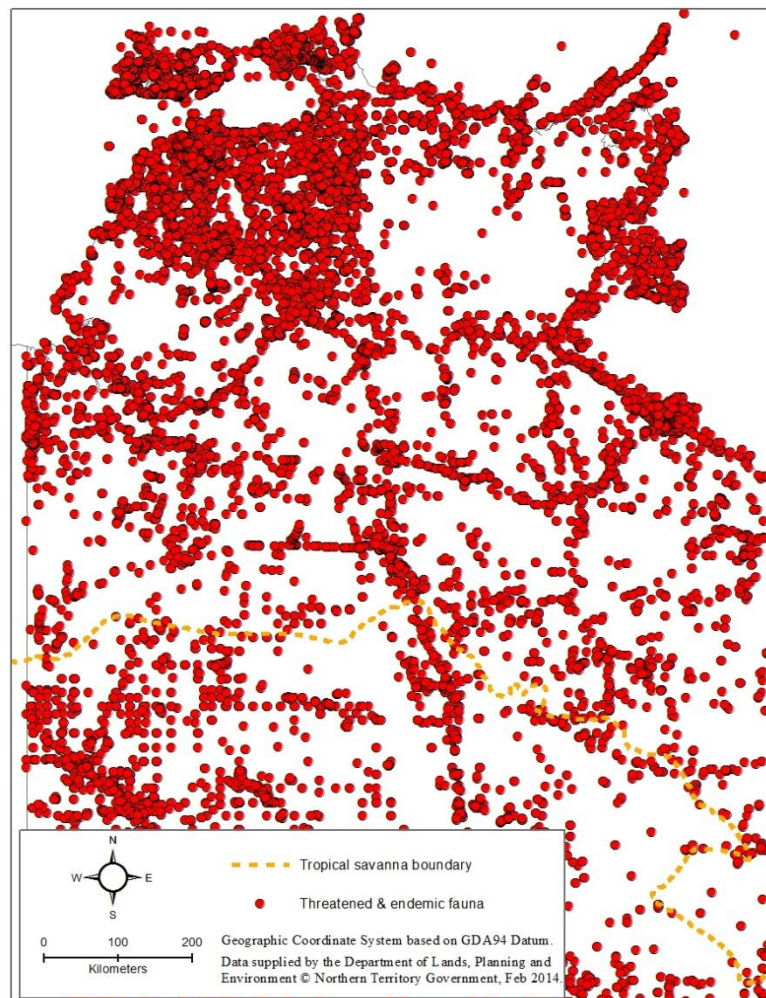 N
W E
S
0 100 200
Kilometers
Tropical savanna boundary
Threatened & endemic fauna
Geographic Coordinate System based on GDA94 Datum.
Data supplied by the Department of Lands, Planning and
Environment © Northern Territory Government, Feb 2014.